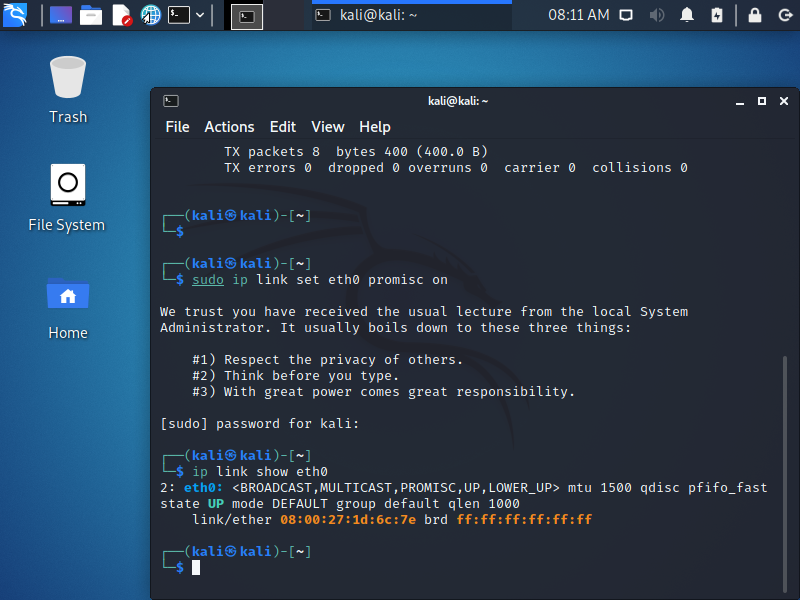 kali@kali: ~
08:11 AM
Trash
File System
Home
kali@kali: ~
File Actions Edit View Help
TX packets 8 bytes 400 (400.0 B)
TX errors 0 dropped 0 overruns 0 carrier 0 collisions 0
┌──(kali㉿kali)-[~]
└─$
┌──(kali㉿kali)-[~]
└─$ sudo ip link set eth0 promisc on
We trust you have received the usual lecture from the local System
Administrator. It usually boils down to these three things:
#1) Respect the privacy of others.
#2) Think before you type.
#3) With great power comes great responsibility.
[sudo] password for kali:
┌──(kali㉿kali)-[~]
└─$ ip link show eth0
2: eth0: <BROADCAST,MULTICAST,PROMISC,UP,LOWER_UP> mtu 1500 qdisc pfifo_fast
state UP mode DEFAULT group default qlen 1000
link/ether 08:00:27:1d:6c:7e brd ff:ff:ff:ff:ff:ff
┌──(kali㉿kali)-[~]
└─$